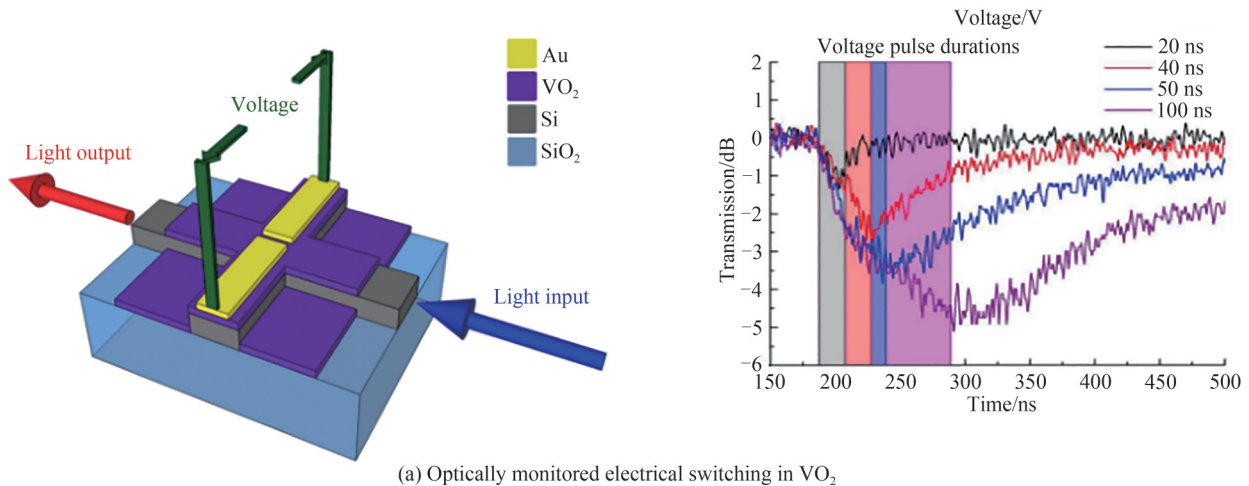 Au
VO₂
Si
SiO₂
Voltage
Light output
Light input
Voltage/V
Voltage pulse durations
20 ns
40 ns
50 ns
100 ns
2
1
0
−1
−2
−3
−4
−5
−6
Transmission/dB
150 200 250 300 350 400 450 500
Time/ns
(a) Optically monitored electrical switching in VO₂